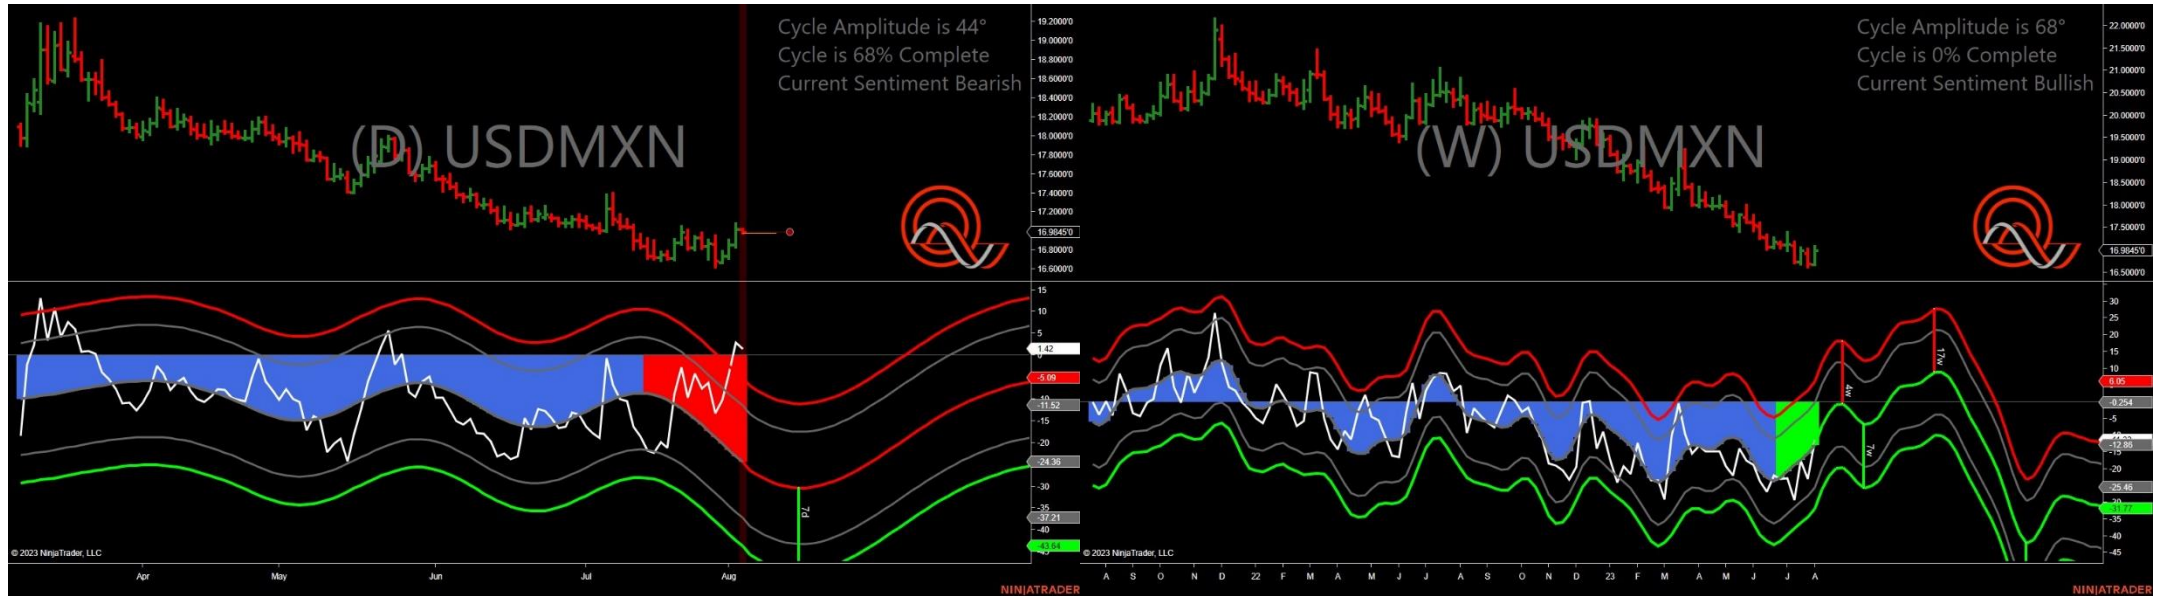 Cycle Amplitude is 44°
Cycle is 68% Complete
Current Sentiment Bearish
(D) USDMXN
19.2000'0
19.0000'0
18.8000'0
18.6000'0
18.4000'0
18.2000'0
18.0000'0
17.8000'0
17.6000'0
17.4000'0
17.2000'0
16.9845'0
16.8000'0
16.6000'0
15
10
5
1.42
0
-5.09
-11.52
-20
-24.36
-30
-35
-37.21
-40
-43.64
7d
© 2023 NinjaTrader, LLC
Apr
May
Jun
Jul
Aug
NINJATRADER
Cycle Amplitude is 68°
Cycle is 0% Complete
Current Sentiment Bullish
(W) USDMXN
22.0000'0
21.5000'0
21.0000'0
20.5000'0
20.0000'0
19.5000'0
19.0000'0
18.5000'0
18.0000'0
17.5000'0
16.9845'0
16.5000'0
30
25
20
15
10
6.05
-0.254
-5
-12.86
-15
-20
-25.46
-31.77
-35
-40
-45
4w
7w
17w
© 2023 NinjaTrader, LLC
A S O N D 22 F M A M J J A S O N D 23 F M A M J J A
NINJATRADER